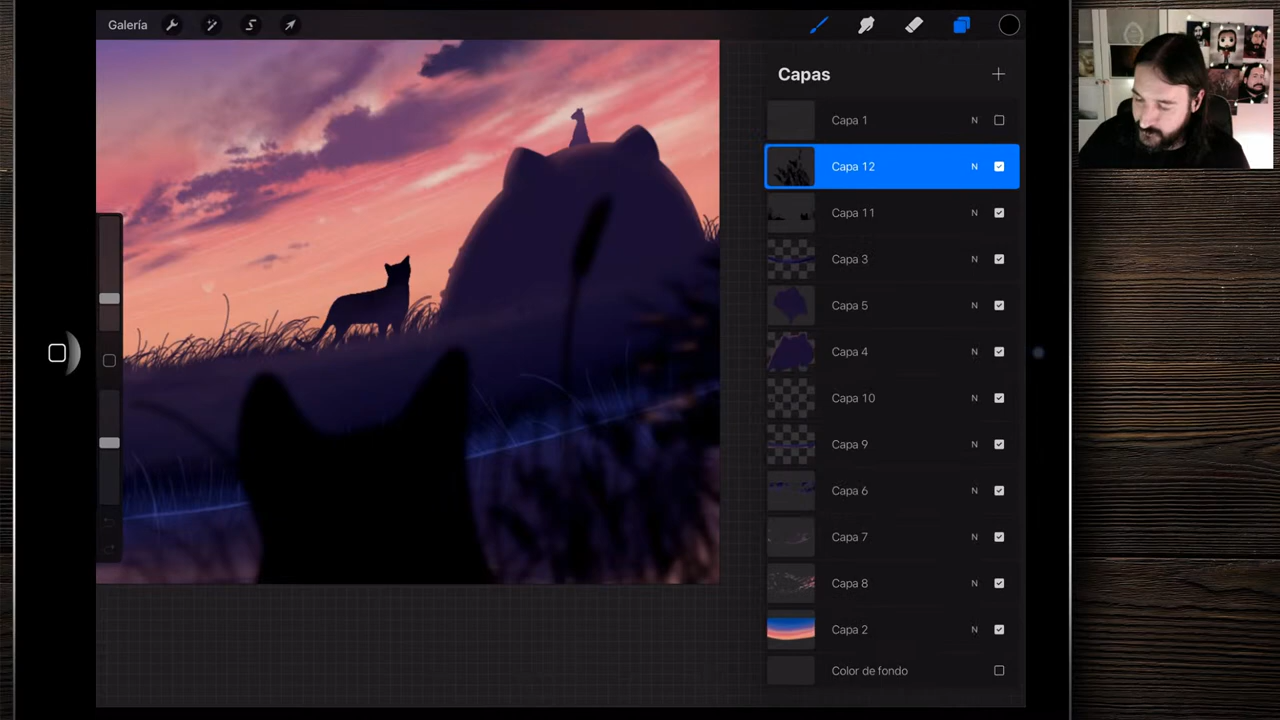 Galería
Capas
Capa 1 N
Capa 12 N
Capa 11 N
Capa 3 N
Capa 5 N
Capa 4 N
Capa 10 N
Capa 9 N
Capa 6 N
Capa 7 N
Capa 8 N
Capa 2 N
Color de fondo